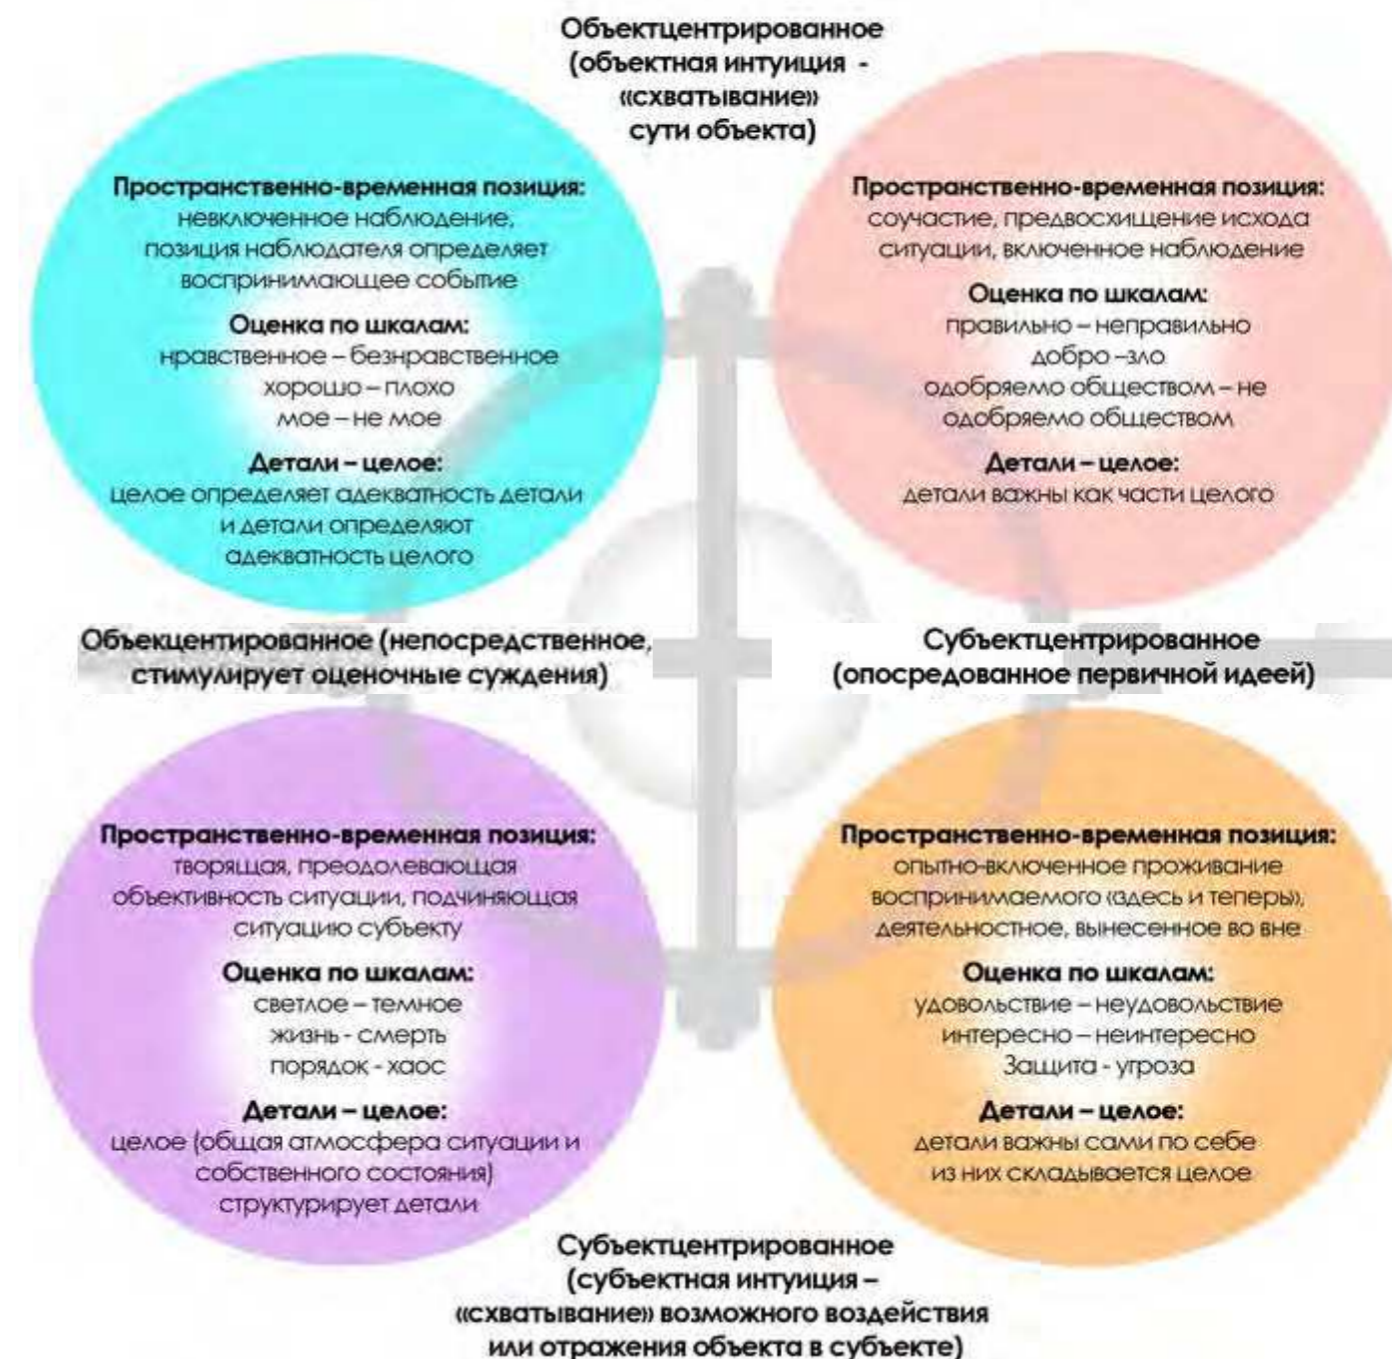 Объектцентрированное
(объектная интуиция -
«схватывание»
сути объекта)
Пространственно-временная позиция:
невключенное наблюдение,
позиция наблюдателя определяет
воспринимающее событие
Оценка по шкалам:
нравственное – безнравственное
хорошо – плохо
мое – не мое
Детали – целое:
целое определяет адекватность детали
и детали определяют
адекватность целого
Пространственно-временная позиция:
соучастие, предвосхищение исхода
ситуации, включенное наблюдение
Оценка по шкалам:
правильно – неправильно
добро –зло
одобряемо обществом – не
одобряемо обществом
Детали – целое:
детали важны как части целого
Объекцентированное (непосредственное,
стимулирует оценочные суждения)
Субъектцентрированное
(опосредованное первичной идеей)
Пространственно-временная позиция:
творящая, преодолевающая
объективность ситуации, подчиняющая
ситуацию субъекту
Оценка по шкалам:
светлое – темное
жизнь - смерть
порядок - хаос
Детали – целое:
целое (общая атмосфера ситуации и
собственного состояния)
структурирует детали
Пространственно-временная позиция:
опытно-включенное проживание
воспринимаемого «здесь и теперь»,
деятельностное, вынесенное во вне
Оценка по шкалам:
удовольствие – неудовольствие
интересно – неинтересно
Защита - угроза
Детали – целое:
детали важны сами по себе
из них складывается целое
Субъектцентрированное
(субъектная интуиция –
«схватывание» возможного воздействия
или отражения объекта в субъекте)